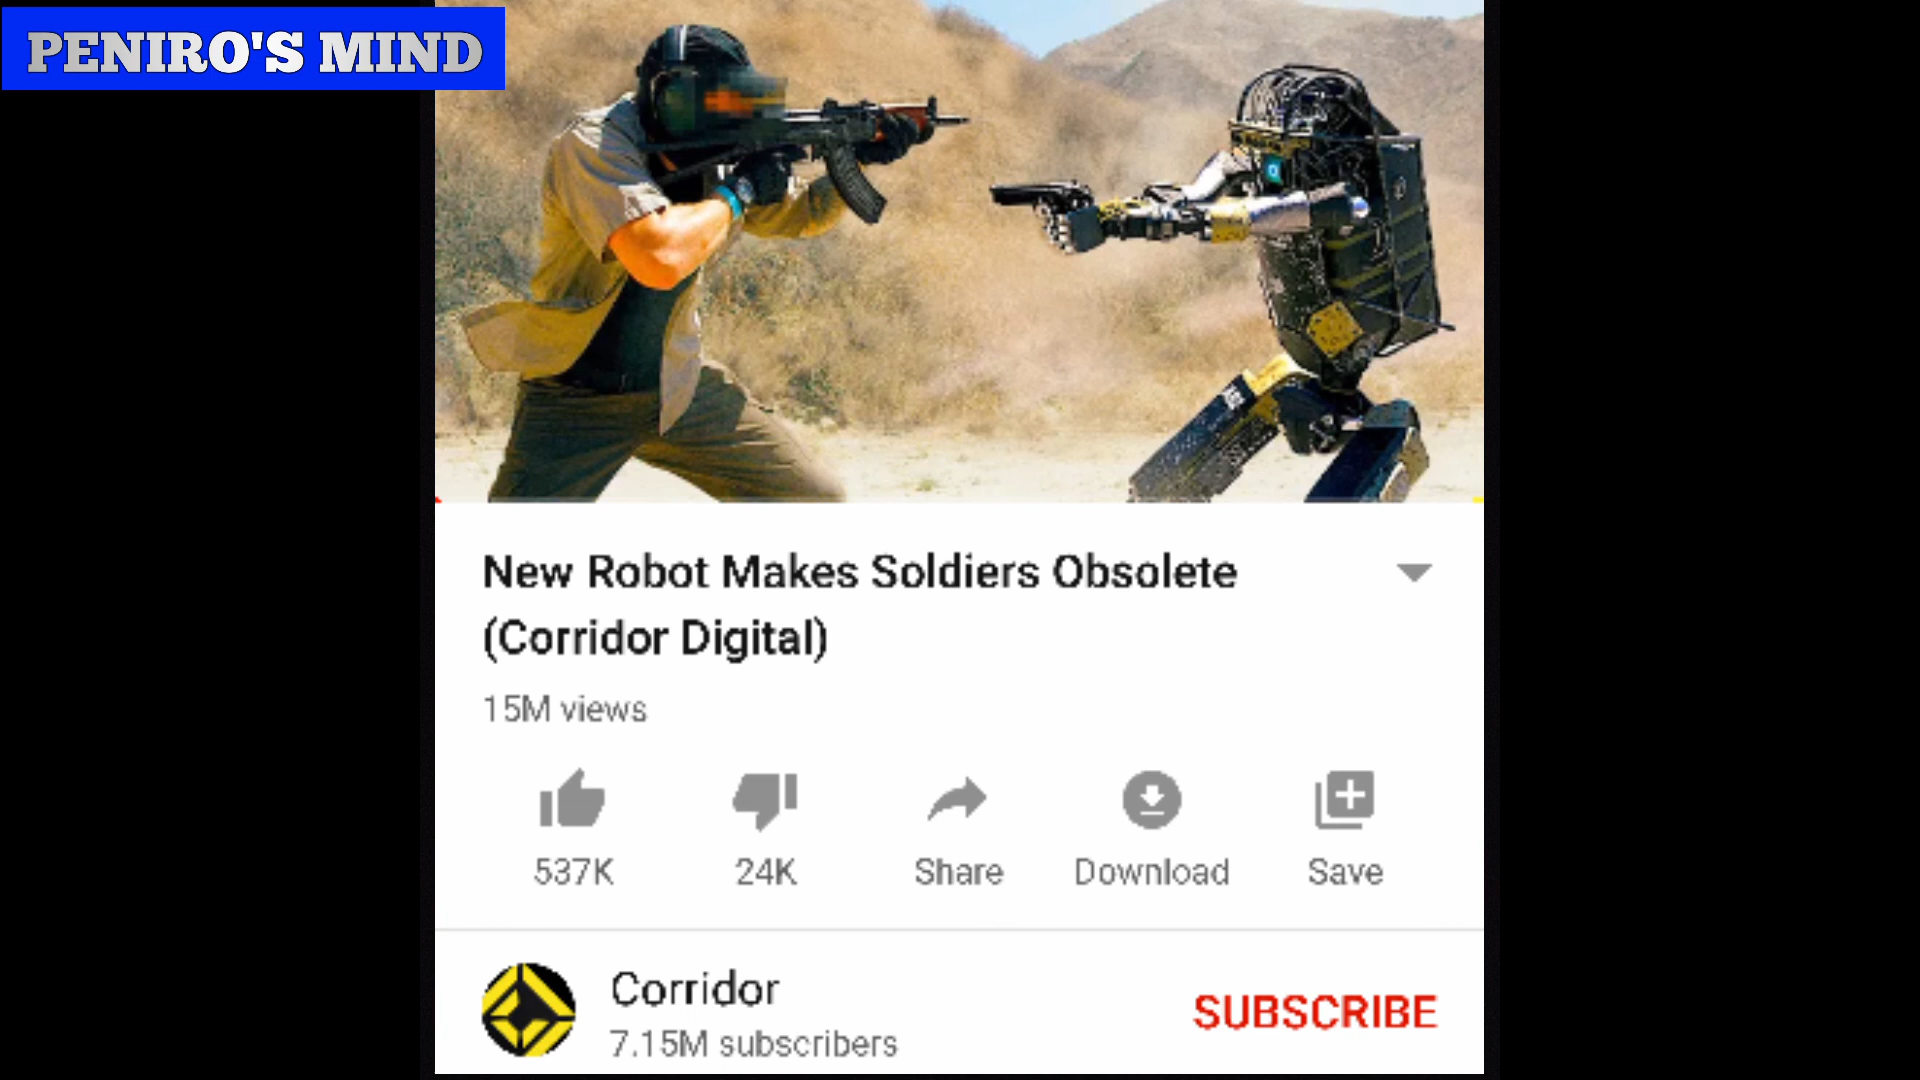 PENIRO'S MIND
New Robot Makes Soldiers Obsolete
(Corridor Digital)
15M views
537K
24K
Share
Download
Save
Corridor
7.15M subscribers
SUBSCRIBE